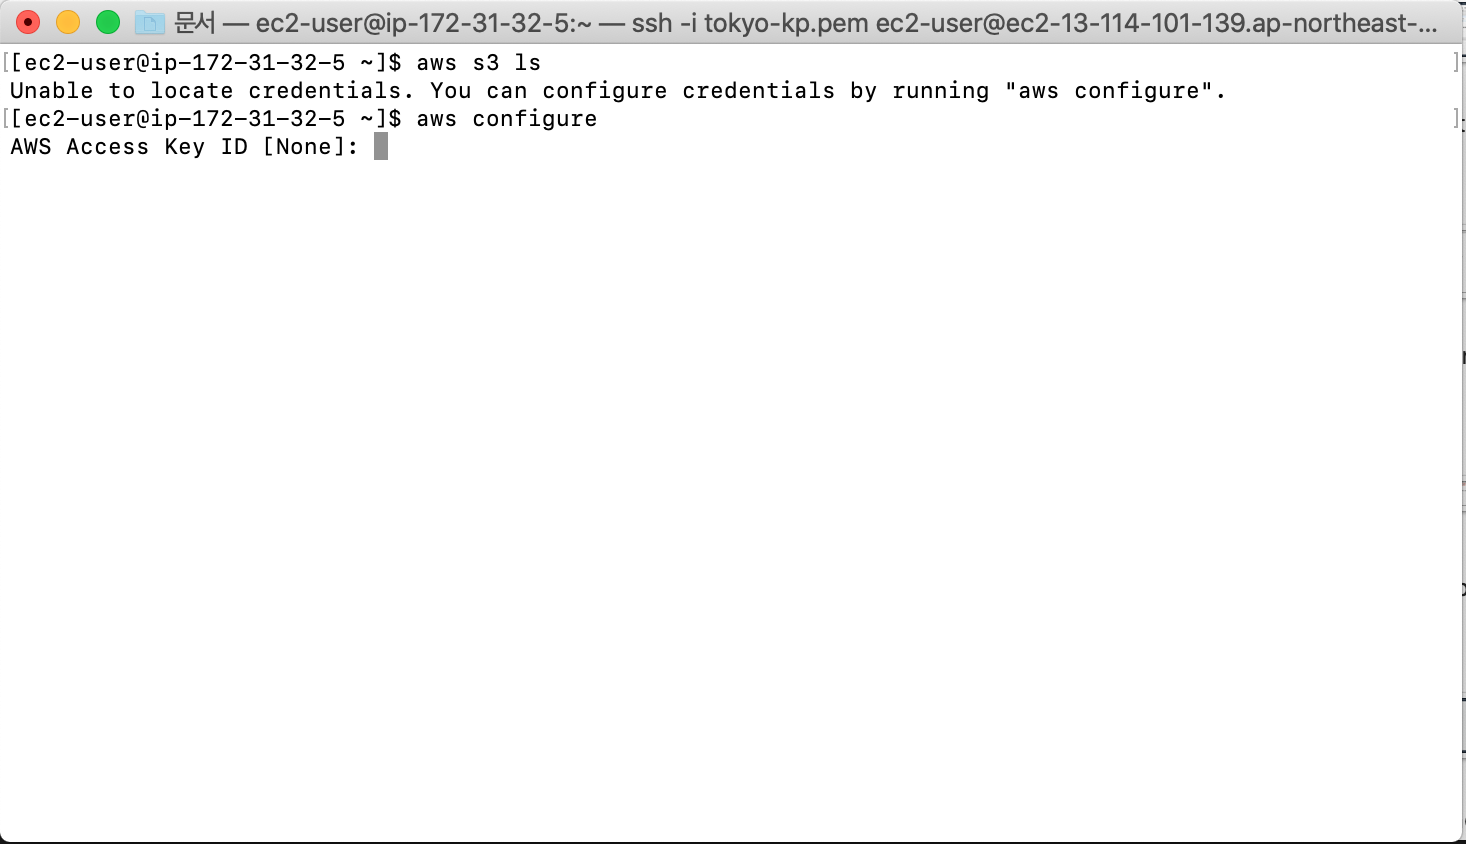 문서 — ec2-user@ip-172-31-32-5:~ — ssh -i tokyo-kp.pem ec2-user@ec2-13-114-101-139.ap-northeast-...
[[ec2-user@ip-172-31-32-5 ~]$ aws s3 ls ]
Unable to locate credentials. You can configure credentials by running "aws configure".
[[ec2-user@ip-172-31-32-5 ~]$ aws configure ]
AWS Access Key ID [None]: